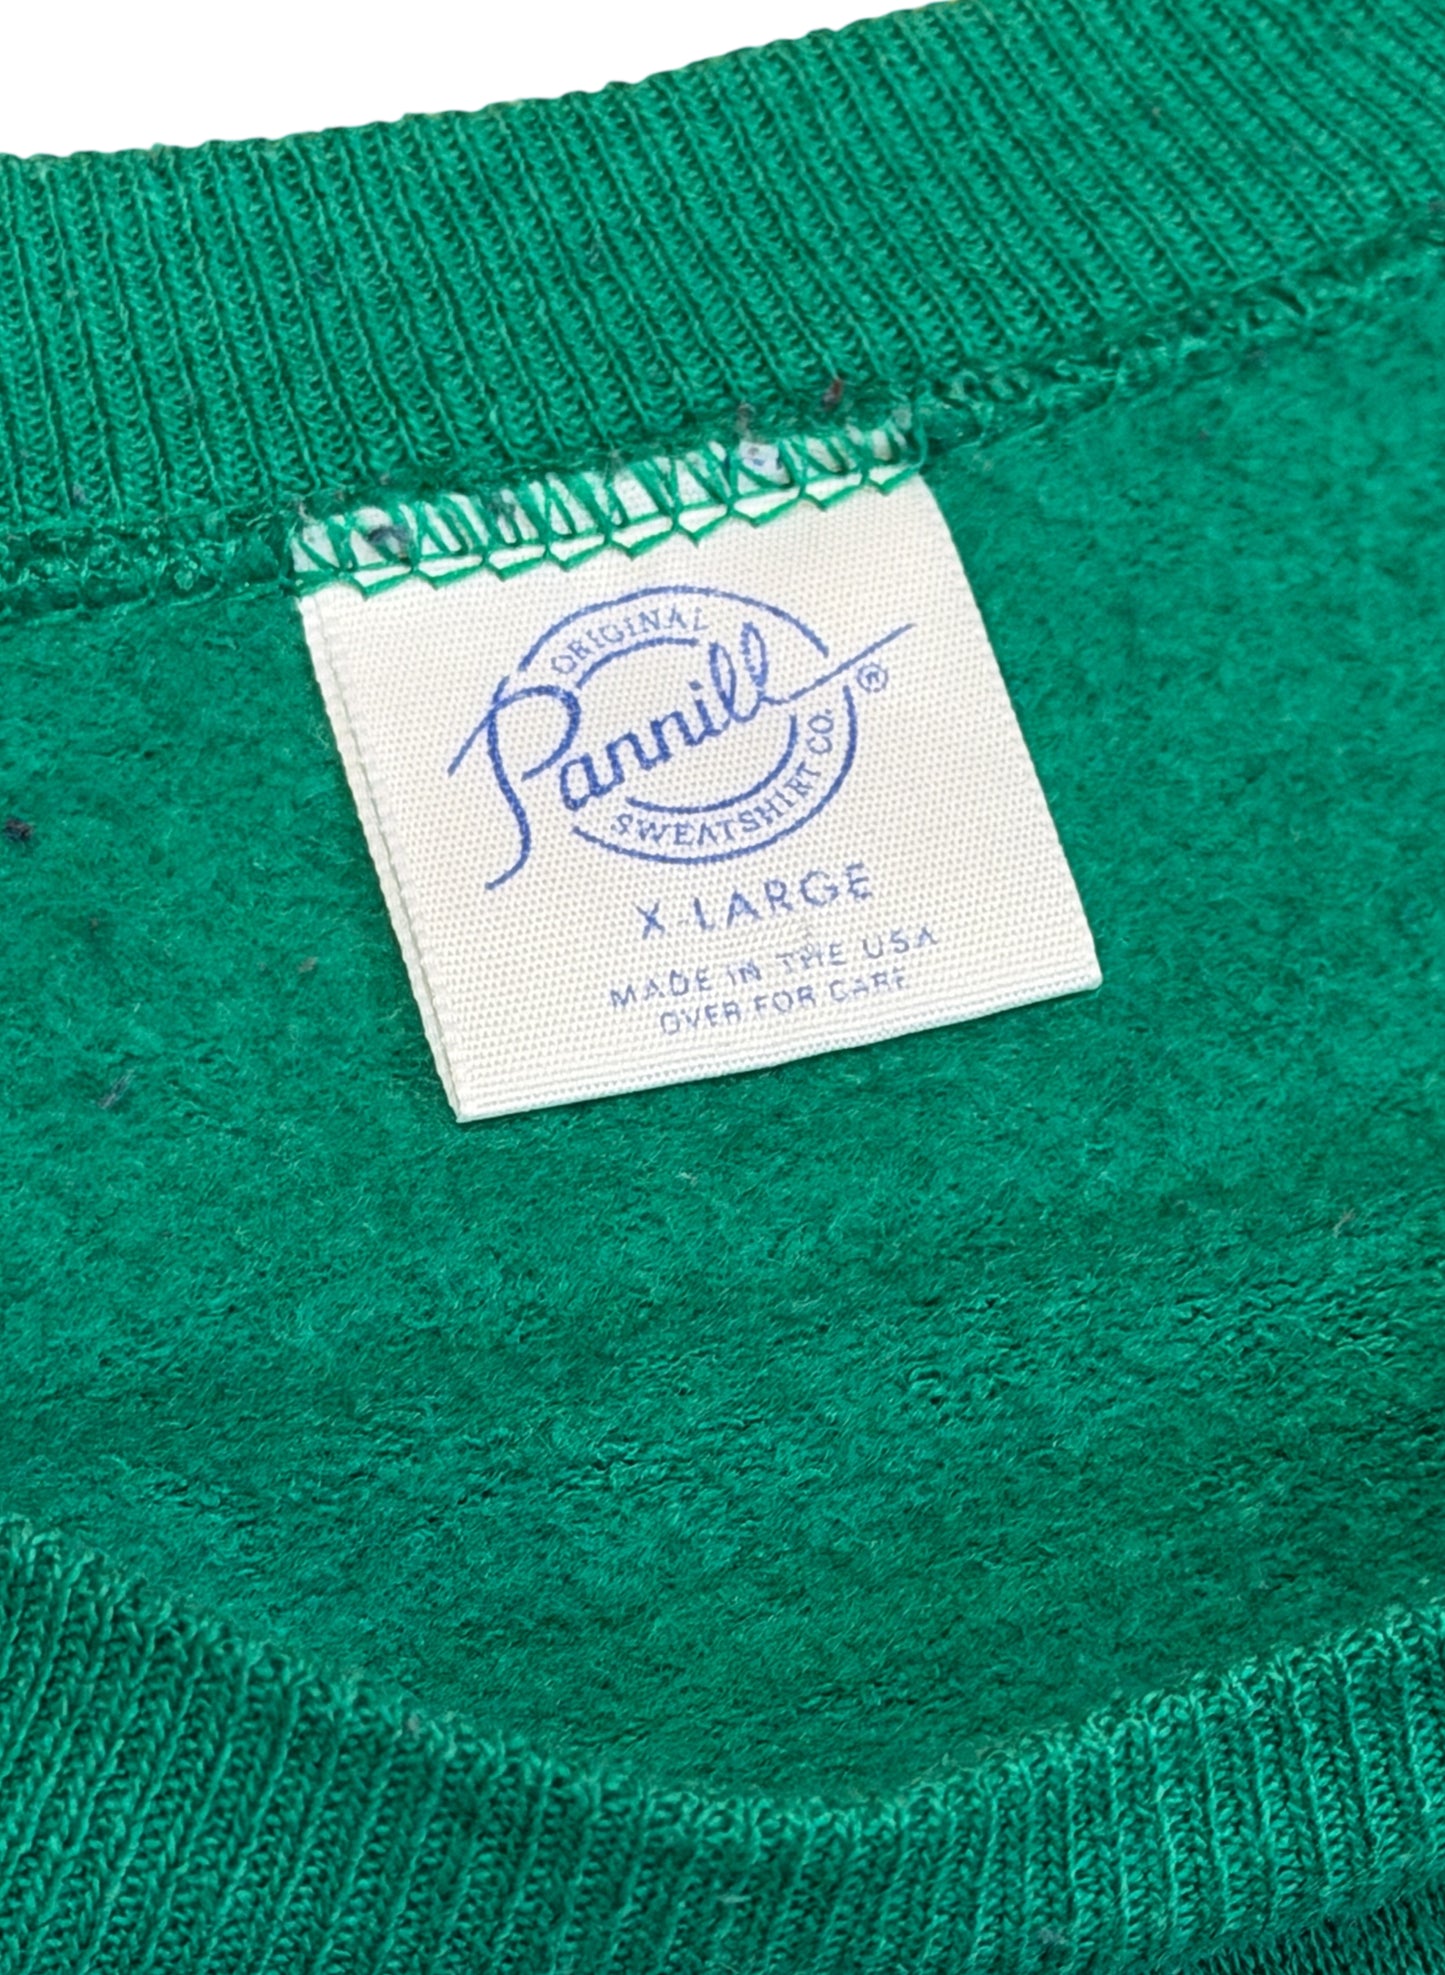 ORIGINAL
Pannill®
SWEATSHIRT CO.
X-LARGE
MADE IN THE USA
OVER FOR CARE